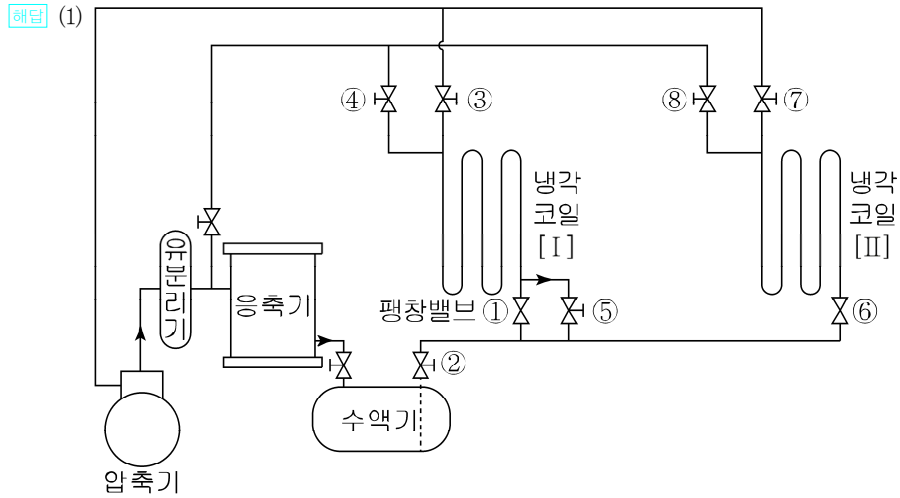 해답 (1)
④ ③ ⑧ ⑦
냉각
코일
[Ⅰ]
냉각
코일
[Ⅱ]
유분리기
응축기
팽창밸브 ① ⑤ ⑥
②
수액기
압축기